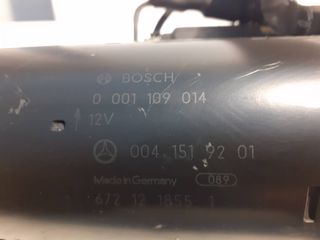 BOSCH
0 001 109 014
12V
004 151 92 01
Made in Germany 089
672 12 1855 1